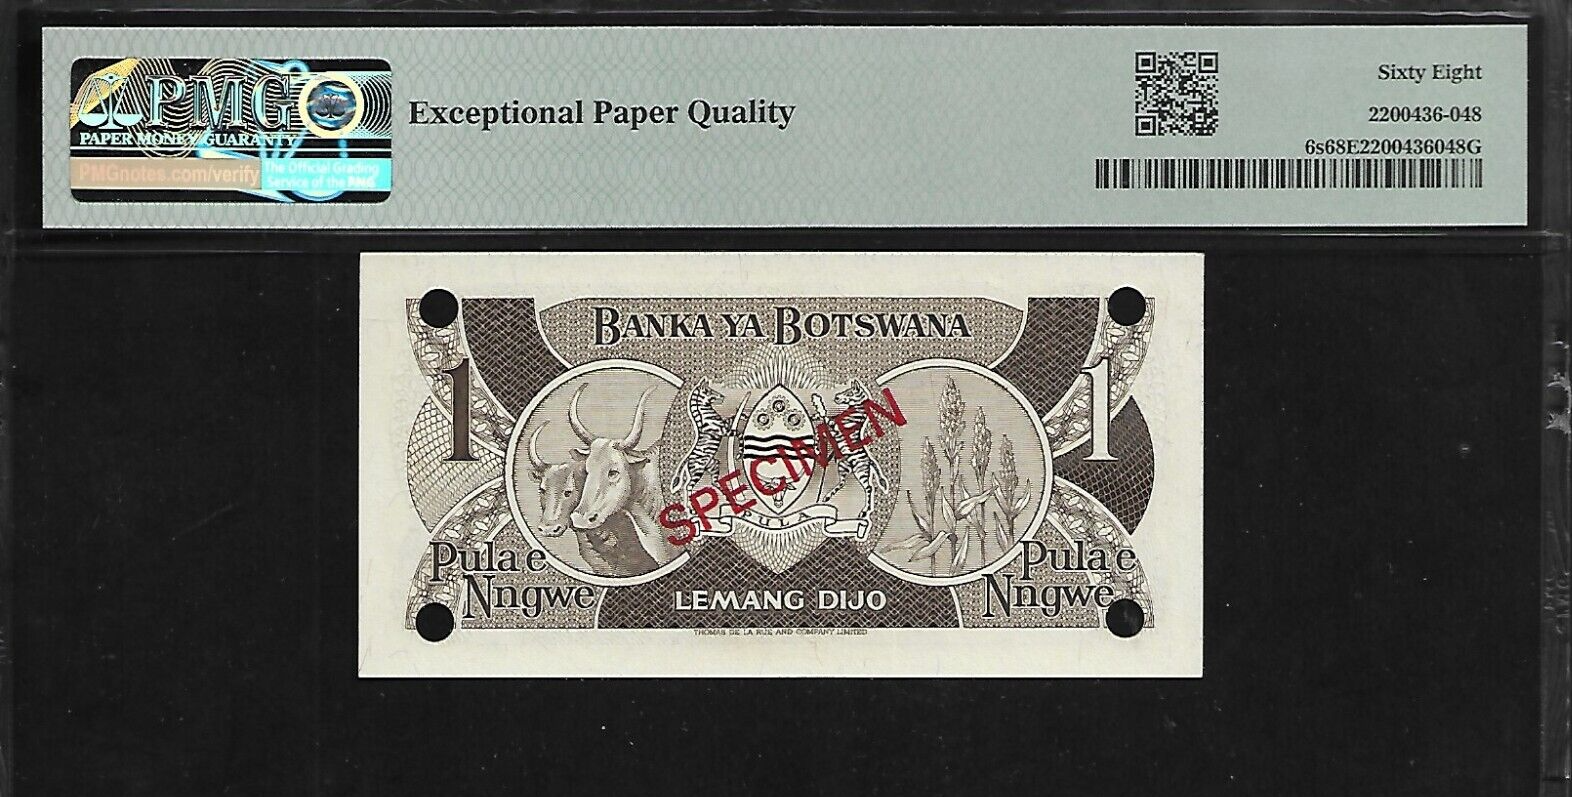 PMG
PAPER MONEY GUARANTY
PMGnotes.com/verify
The Official Grading
Service of the PMG
Exceptional Paper Quality
Sixty Eight
2200436-048
6s68E2200436048G
BANKA YA BOTSWANA
1
1
SPECIMEN
PULA
Pula e
Nngwe
Pula e
Nngwe
LEMANG DIJO
THOMAS DE LA RUE AND COMPANY LIMITED